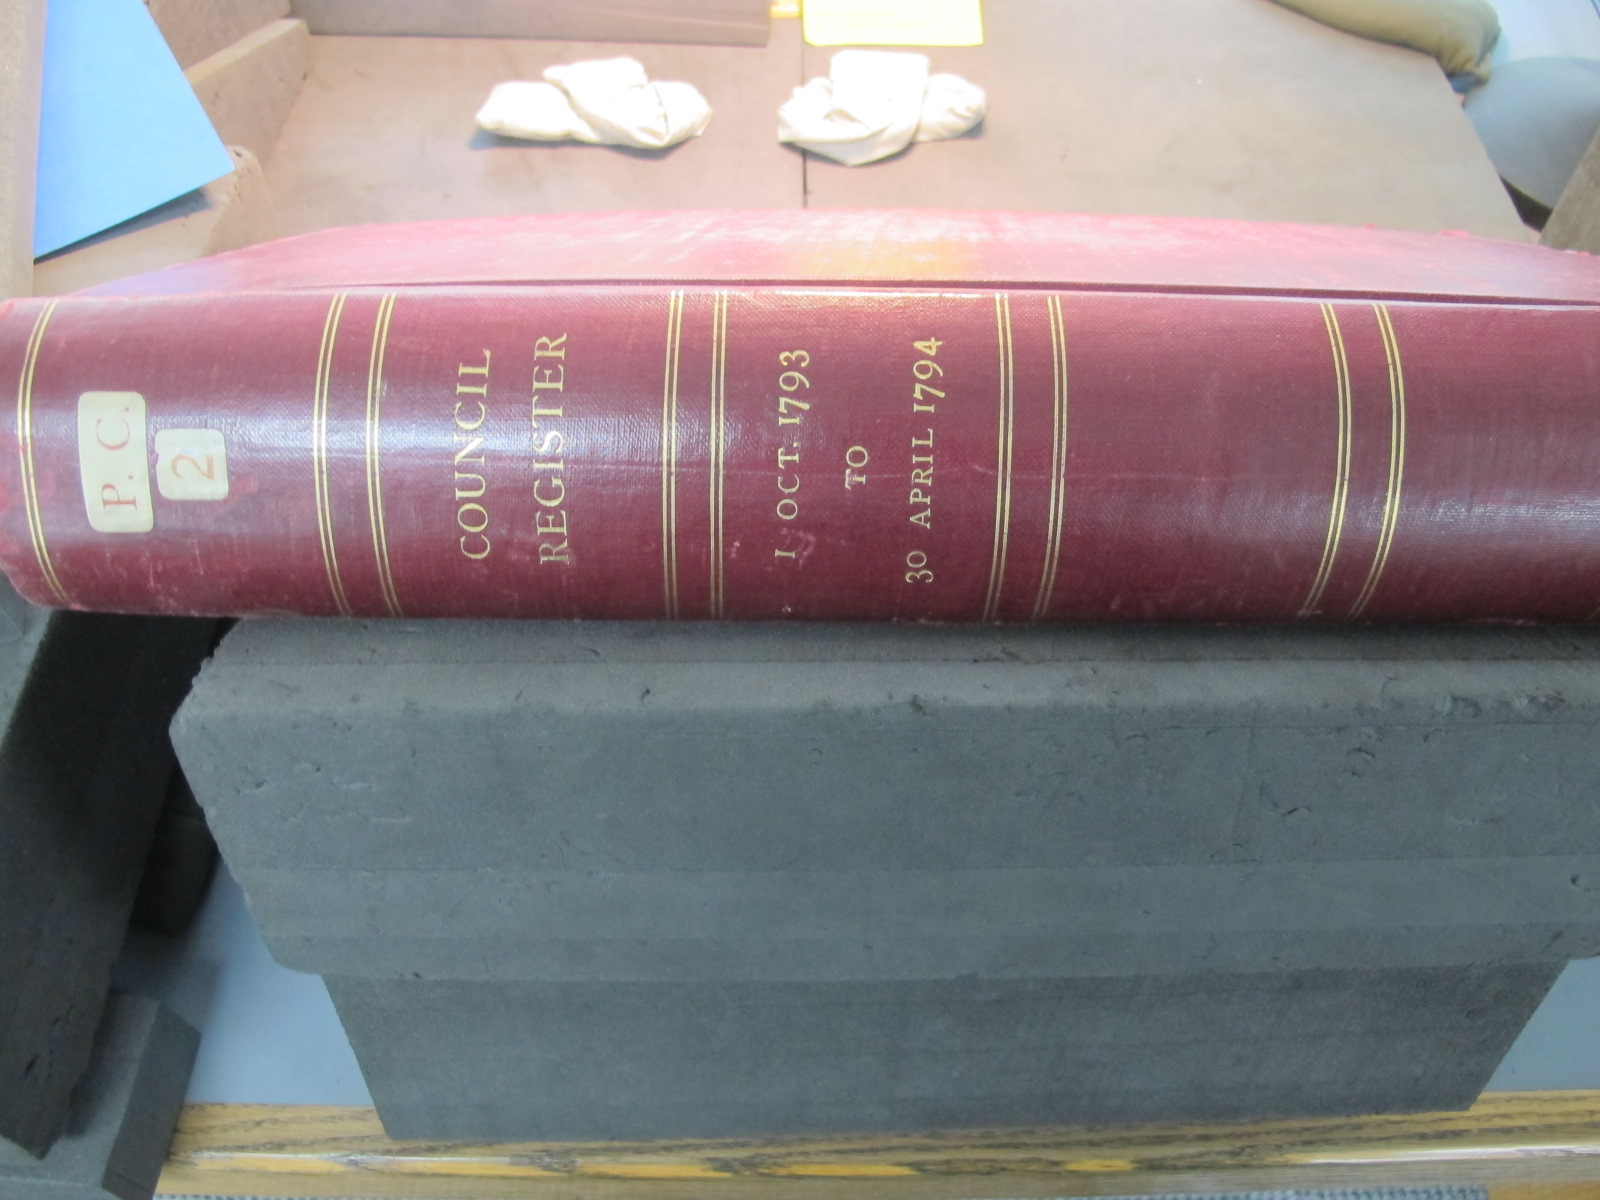 P. C.
2
COUNCIL
REGISTER
1 OCT. 1793
TO
30 APRIL 1794